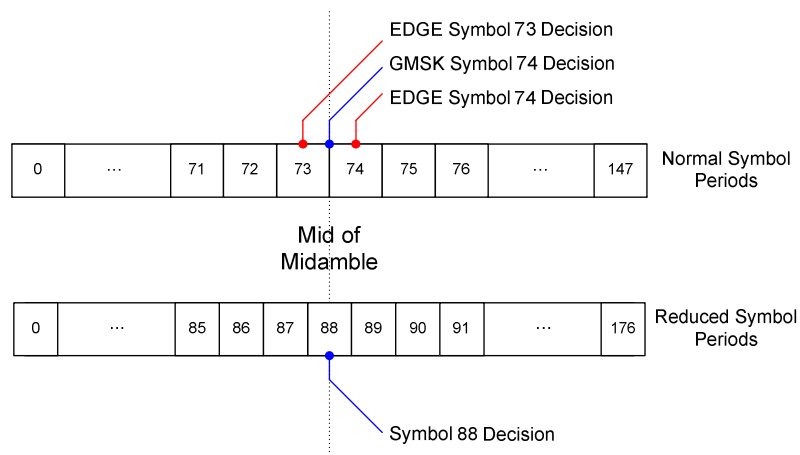 EDGE Symbol 73 Decision
GMSK Symbol 74 Decision
EDGE Symbol 74 Decision
0 ... 71 72 73 74 75 76 ... 147
Normal Symbol
Periods
Mid of
Midamble
0 ... 85 86 87 88 89 90 91 ... 176
Reduced Symbol
Periods
Symbol 88 Decision